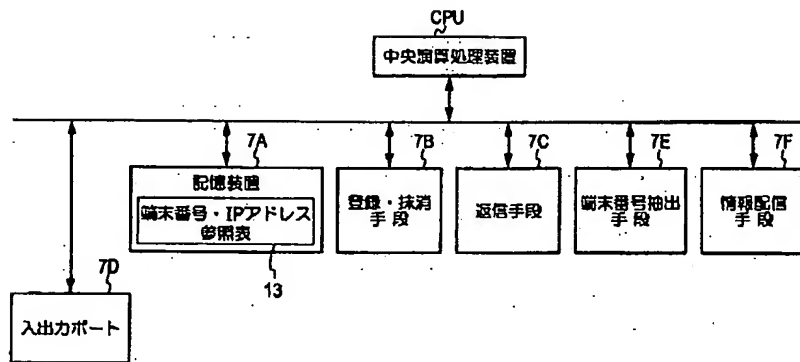 CPU
中央演算処理装置
7A
記憶装置
端末番号・IPアドレス
参照表
13
7B
登録・抹消
手段
7C
返信手段
7E
端末番号抽出
手段
7F
情報配信
手段
7D
入出力ポート